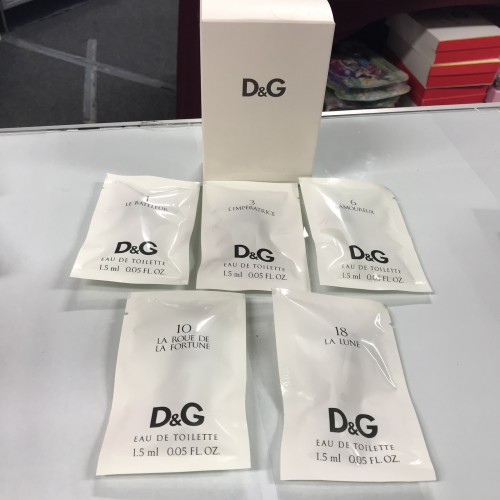 D&G
1
LE BATELEUR
D&G
EAU DE TOILETTE
1.5 ml 0.05 FL. OZ.
3
L'IMPÉRATRICE
D&G
EAU DE TOILETTE
1.5 ml 0.05 FL. OZ.
6
L'AMOUREUX
D&G
EAU DE TOILETTE
1.5 ml 0.05 FL. OZ.
10
LA ROUE DE
LA FORTUNE
D&G
EAU DE TOILETTE
1.5 ml 0.05 FL. OZ.
18
LA LUNE
D&G
EAU DE TOILETTE
1.5 ml 0.05 FL. OZ.